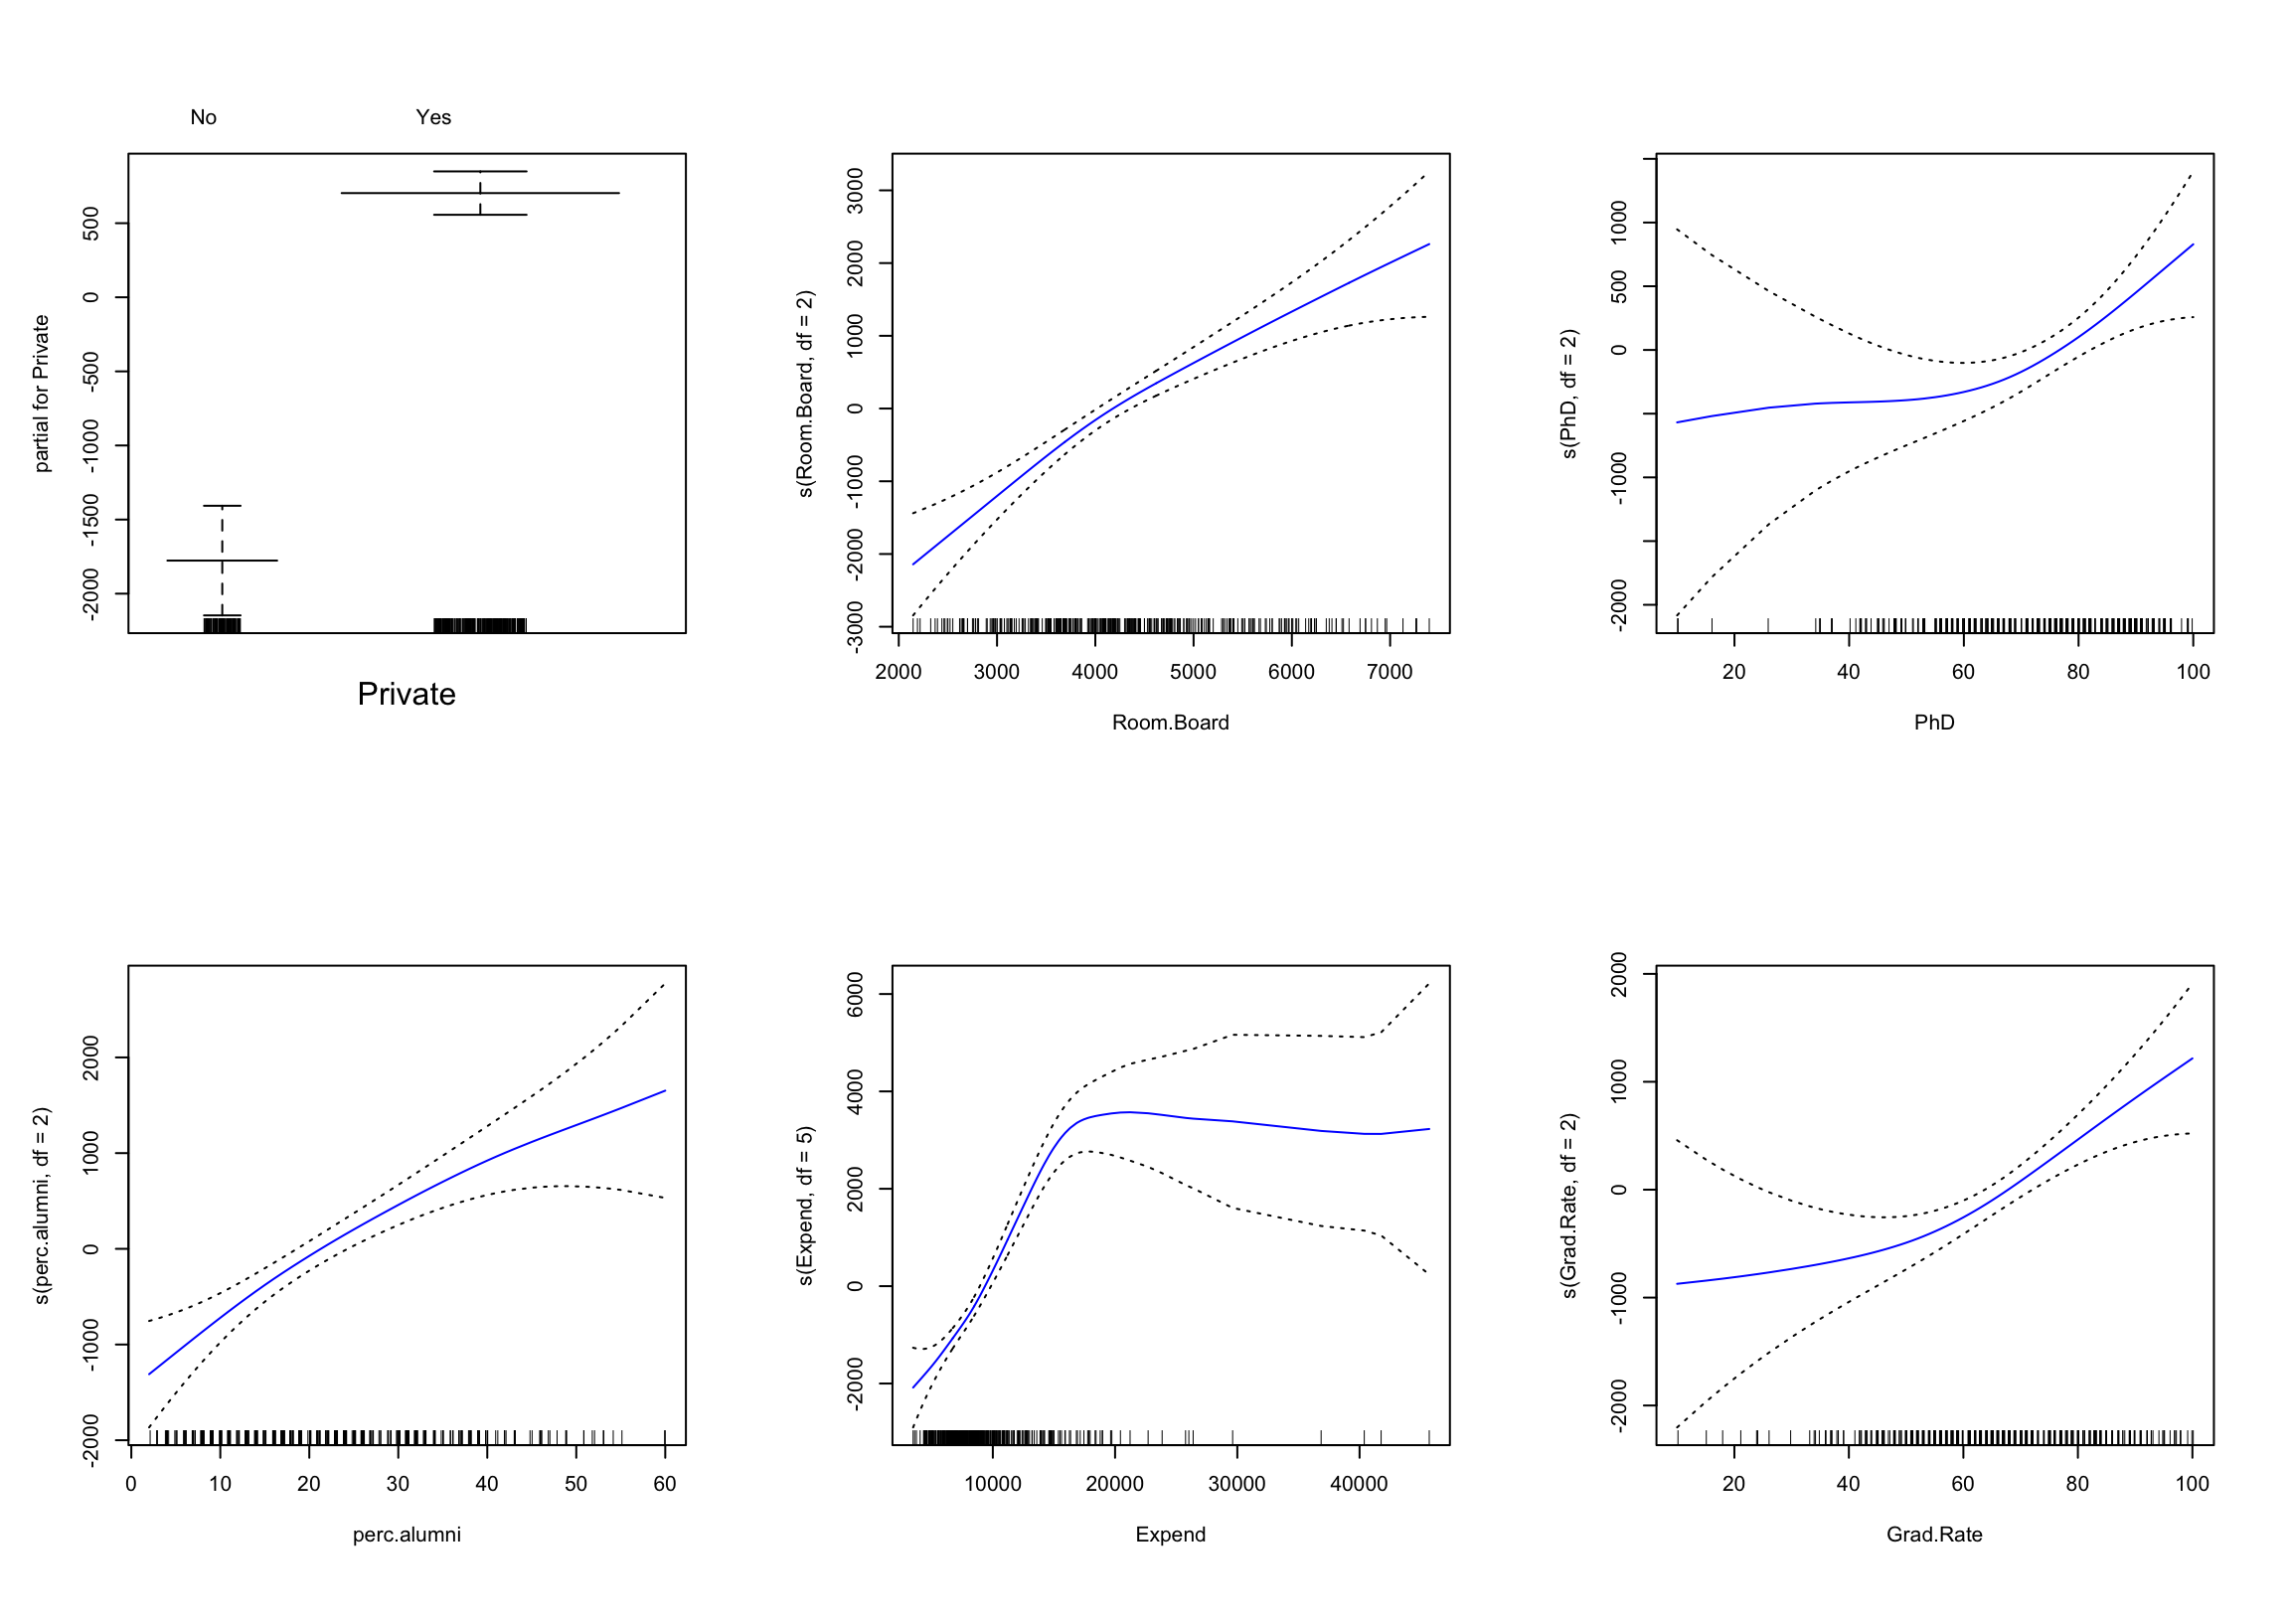 No Yes
partial for Private
500
0
-500
-1000
-1500
-2000
Private
s(Room.Board, df = 2)
3000
2000
1000
0
-1000
-2000
-3000
2000 3000 4000 5000 6000 7000
Room.Board
s(PhD, df = 2)
1000
500
0
-1000
-2000
20 40 60 80 100
PhD
s(perc.alumni, df = 2)
2000
1000
0
-1000
-2000
0 10 20 30 40 50 60
perc.alumni
s(Expend, df = 5)
6000
4000
2000
0
-2000
10000 20000 30000 40000
Expend
s(Grad.Rate, df = 2)
2000
1000
0
-1000
-2000
20 40 60 80 100
Grad.Rate